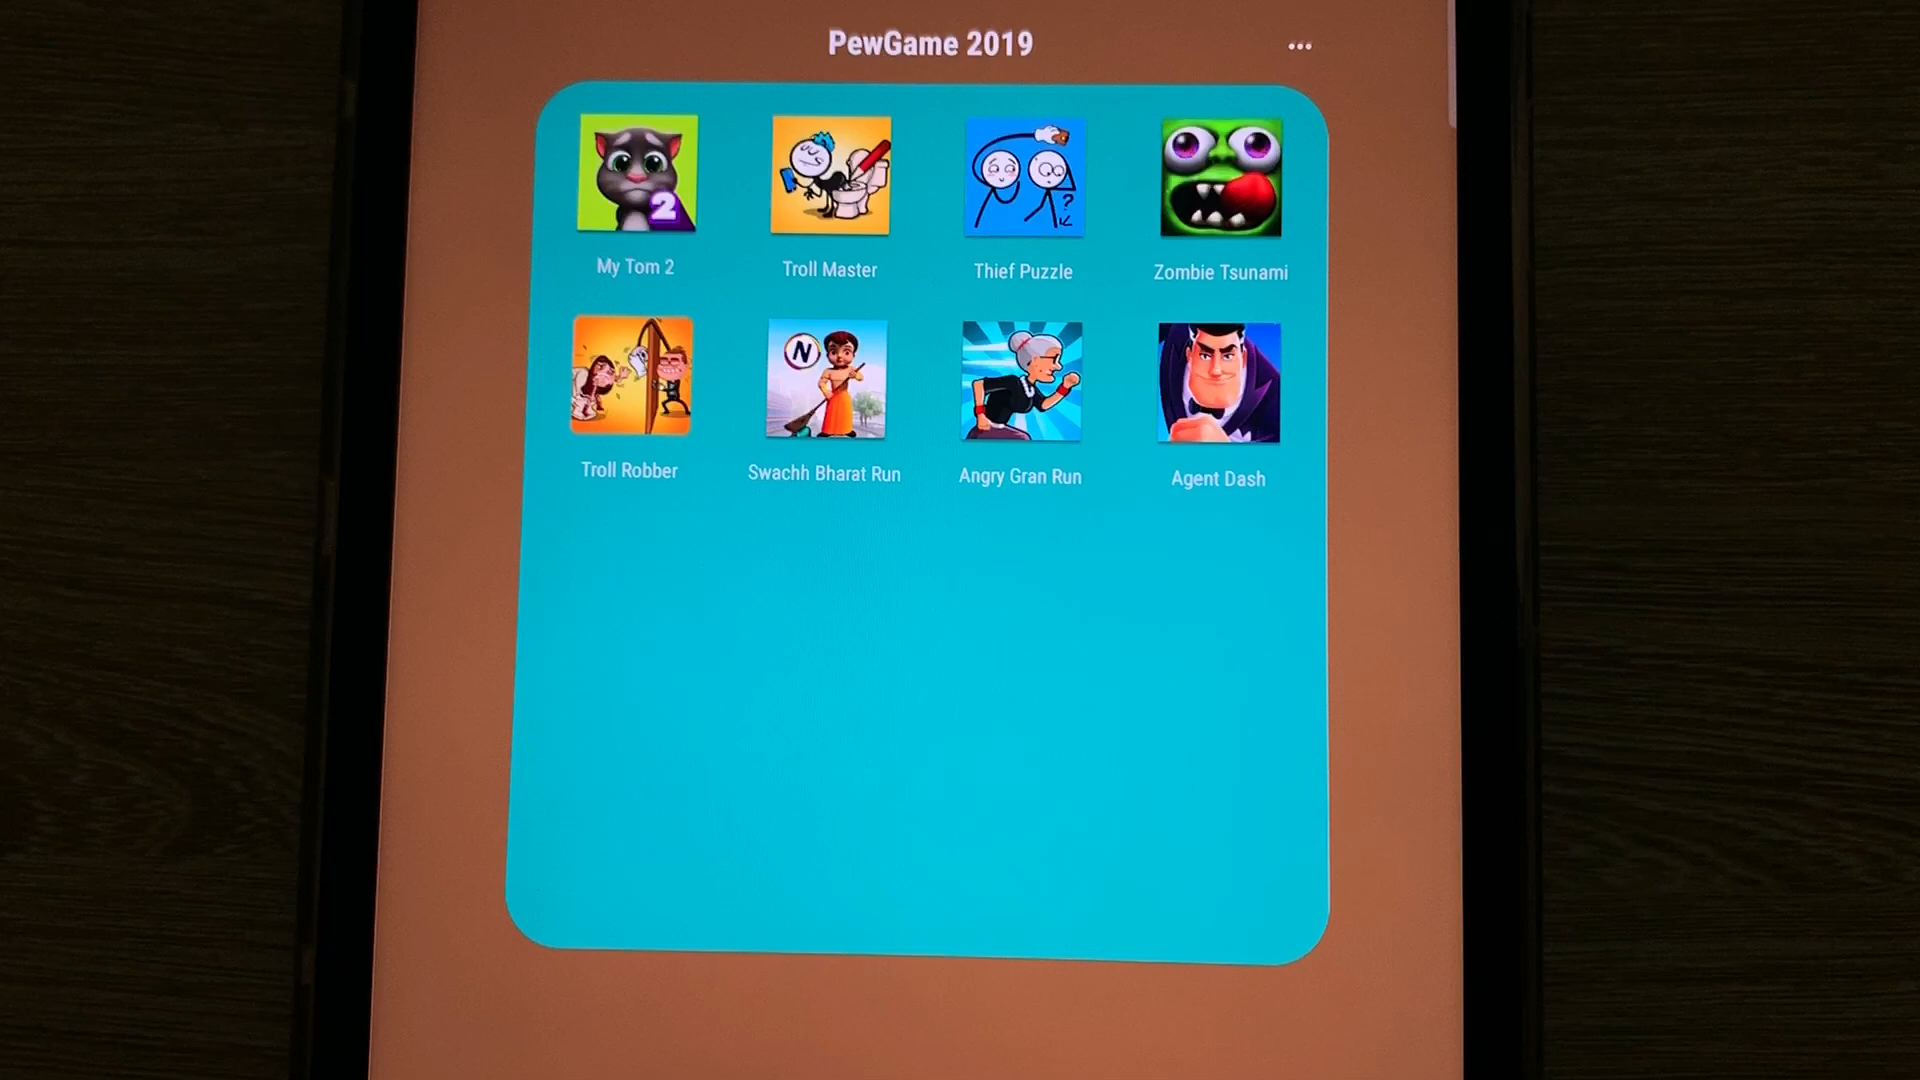 PewGame 2019
2
?
My Tom 2
Troll Master
Thief Puzzle
Zombie Tsunami
N
Troll Robber
Swachh Bharat Run
Angry Gran Run
Agent Dash